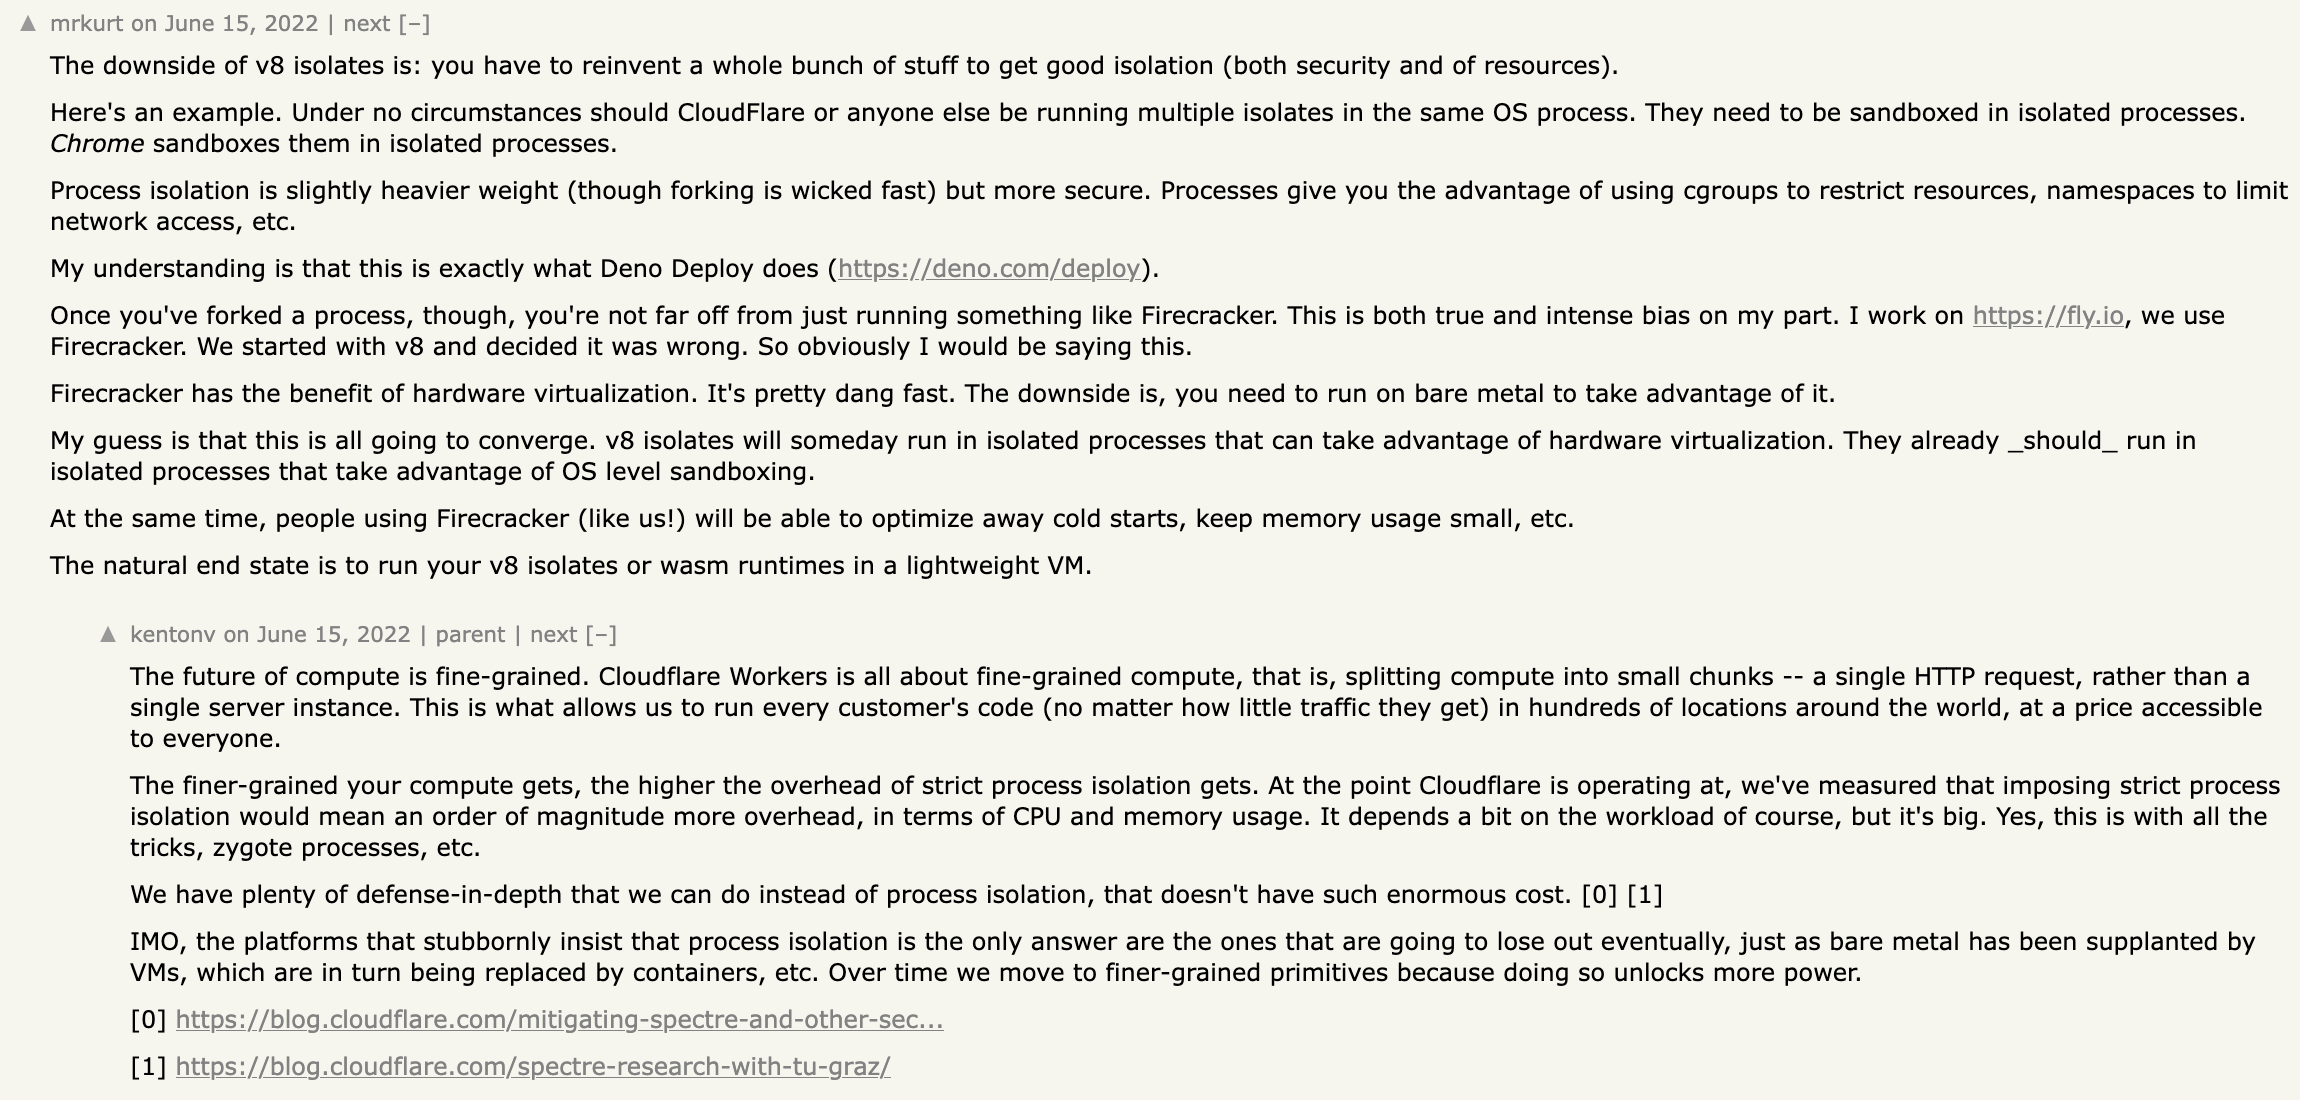 ▲ mrkurt on June 15, 2022 | next [–]
The downside of v8 isolates is: you have to reinvent a whole bunch of stuff to get good isolation (both security and of resources).
Here's an example. Under no circumstances should CloudFlare or anyone else be running multiple isolates in the same OS process. They need to be sandboxed in isolated processes.
Chrome sandboxes them in isolated processes.
Process isolation is slightly heavier weight (though forking is wicked fast) but more secure. Processes give you the advantage of using cgroups to restrict resources, namespaces to limit
network access, etc.
My understanding is that this is exactly what Deno Deploy does (https://deno.com/deploy).
Once you've forked a process, though, you're not far off from just running something like Firecracker. This is both true and intense bias on my part. I work on https://fly.io, we use
Firecracker. We started with v8 and decided it was wrong. So obviously I would be saying this.
Firecracker has the benefit of hardware virtualization. It's pretty dang fast. The downside is, you need to run on bare metal to take advantage of it.
My guess is that this is all going to converge. v8 isolates will someday run in isolated processes that can take advantage of hardware virtualization. They already _should_ run in
isolated processes that take advantage of OS level sandboxing.
At the same time, people using Firecracker (like us!) will be able to optimize away cold starts, keep memory usage small, etc.
The natural end state is to run your v8 isolates or wasm runtimes in a lightweight VM.
▲ kentonv on June 15, 2022 | parent | next [–]
The future of compute is fine-grained. Cloudflare Workers is all about fine-grained compute, that is, splitting compute into small chunks -- a single HTTP request, rather than a
single server instance. This is what allows us to run every customer's code (no matter how little traffic they get) in hundreds of locations around the world, at a price accessible
to everyone.
The finer-grained your compute gets, the higher the overhead of strict process isolation gets. At the point Cloudflare is operating at, we've measured that imposing strict process
isolation would mean an order of magnitude more overhead, in terms of CPU and memory usage. It depends a bit on the workload of course, but it's big. Yes, this is with all the
tricks, zygote processes, etc.
We have plenty of defense-in-depth that we can do instead of process isolation, that doesn't have such enormous cost. [0] [1]
IMO, the platforms that stubbornly insist that process isolation is the only answer are the ones that are going to lose out eventually, just as bare metal has been supplanted by
VMs, which are in turn being replaced by containers, etc. Over time we move to finer-grained primitives because doing so unlocks more power.
[0] https://blog.cloudflare.com/mitigating-spectre-and-other-sec...
[1] https://blog.cloudflare.com/spectre-research-with-tu-graz/